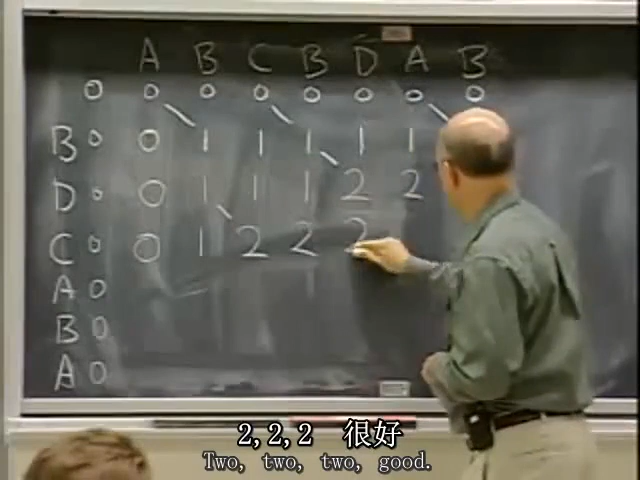 A B C B D A B
0 0 0 0 0 0 0 0
B 0 0 1 1 1 1 1
D 0 0 1 1 1 2 2
C 0 0 1 2 2 2
A 0
B 0
A 0
2,2,2 很好
Two, two, two, good.